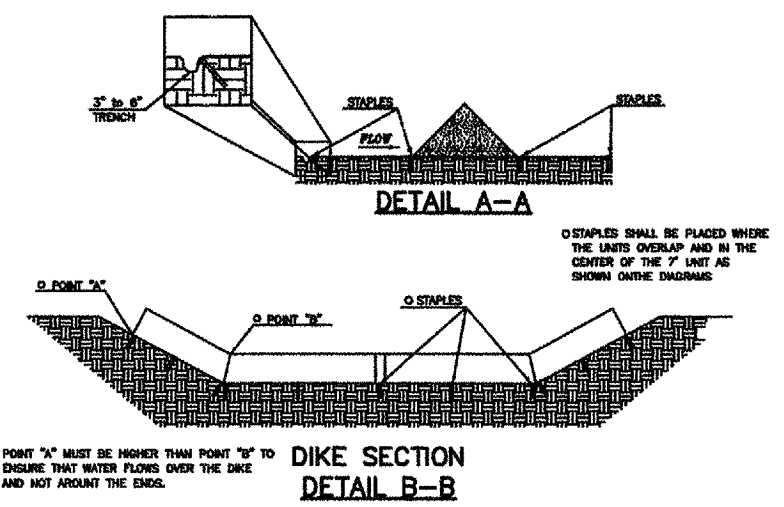 3" to 6"
TRENCH
STAPLES
FLOW
STAPLES
DETAIL A-A
STAPLES SHALL BE PLACED WHERE
THE UNITS OVERLAP AND IN THE
CENTER OF THE 7' UNIT AS
SHOWN ONTHE DIAGRAMS
POINT "A"
POINT "B"
STAPLES
POINT "A" MUST BE HIGHER THAN POINT "B" TO
ENSURE THAT WATER FLOWS OVER THE DIKE
AND NOT AROUNT THE ENDS.
DIKE SECTION
DETAIL B-B